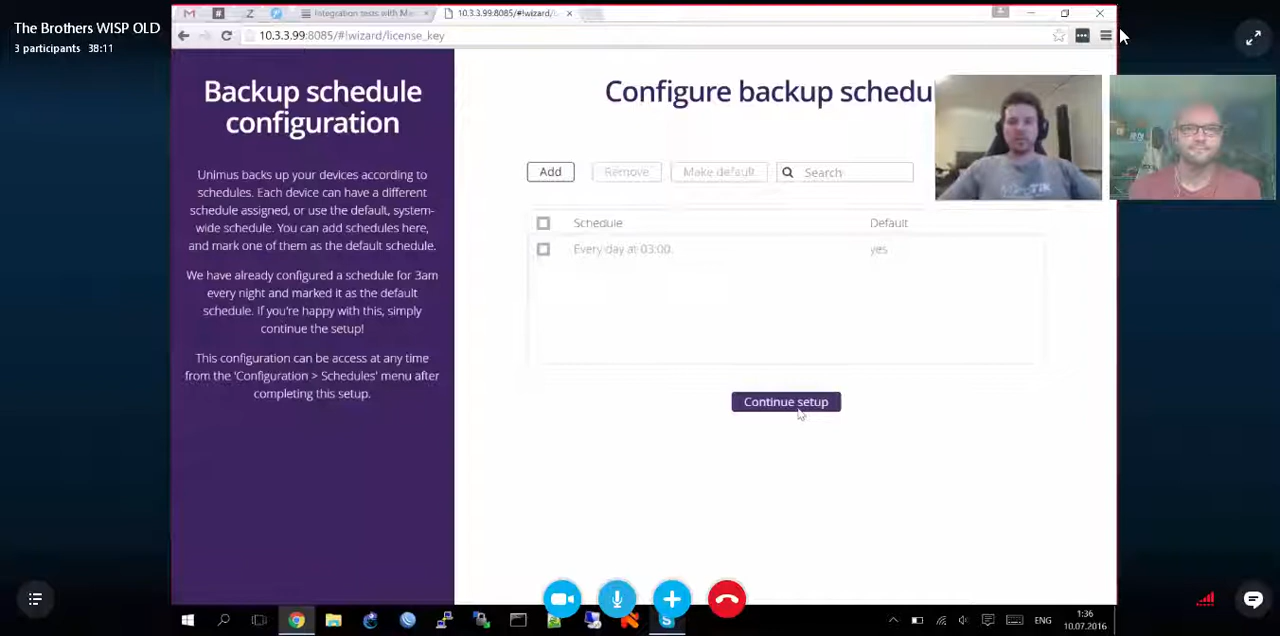 The Brothers WISP OLD
3 participants 38:11
Integration tests with Ma
10.3.3.99:8085/#!wizard/
10.3.3.99:8085/#!wizard/license_key
Backup schedule
configuration
Unimus backs up your devices according to
schedules. Each device can have a different
schedule assigned, or use the default, system-
wide schedule. You can add schedules here,
and mark one of them as the default schedule.
We have already configured a schedule for 3am
every night and marked it as the default
schedule. If you're happy with this, simply
continue the setup!
This configuration can be access at any time
from the 'Configuration > Schedules' menu after
completing this setup.
Configure backup schedu
Add Remove Make default Search
Schedule Default
Every day at 03:00 yes
Continue setup
ENG
1:36
10.07.2016